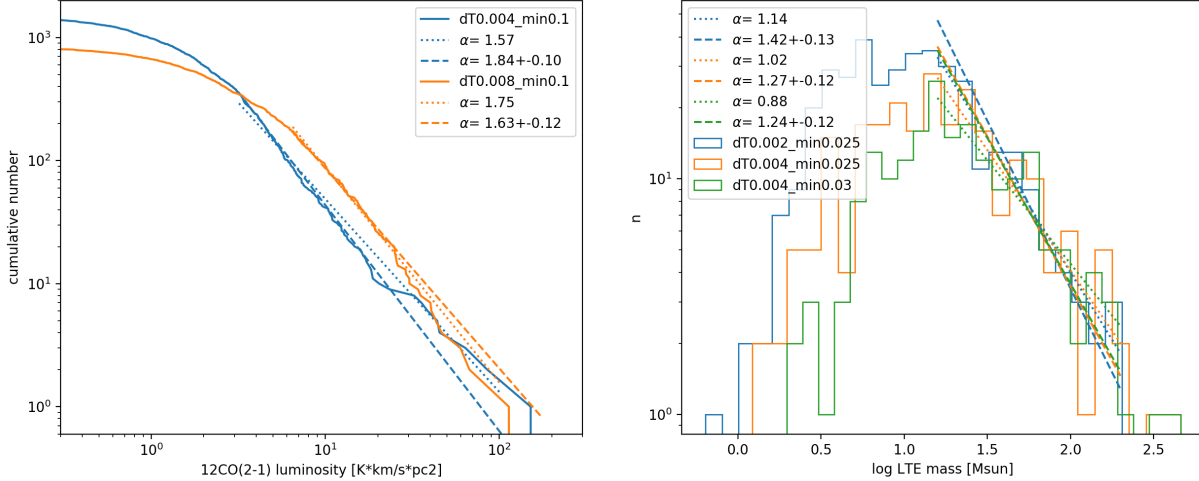 cumulative number
10³
10²
10¹
10⁰
dT0.004_min0.1
α= 1.57
α= 1.84+-0.10
dT0.008_min0.1
α= 1.75
α= 1.63+-0.12
10⁰ 10¹ 10²
12CO(2-1) luminosity [K*km/s*pc2]
n
10¹
10⁰
α= 1.14
α= 1.42+-0.13
α= 1.02
α= 1.27+-0.12
α= 0.88
α= 1.24+-0.12
dT0.002_min0.025
dT0.004_min0.025
dT0.004_min0.03
0.0 0.5 1.0 1.5 2.0 2.5
log LTE mass [Msun]